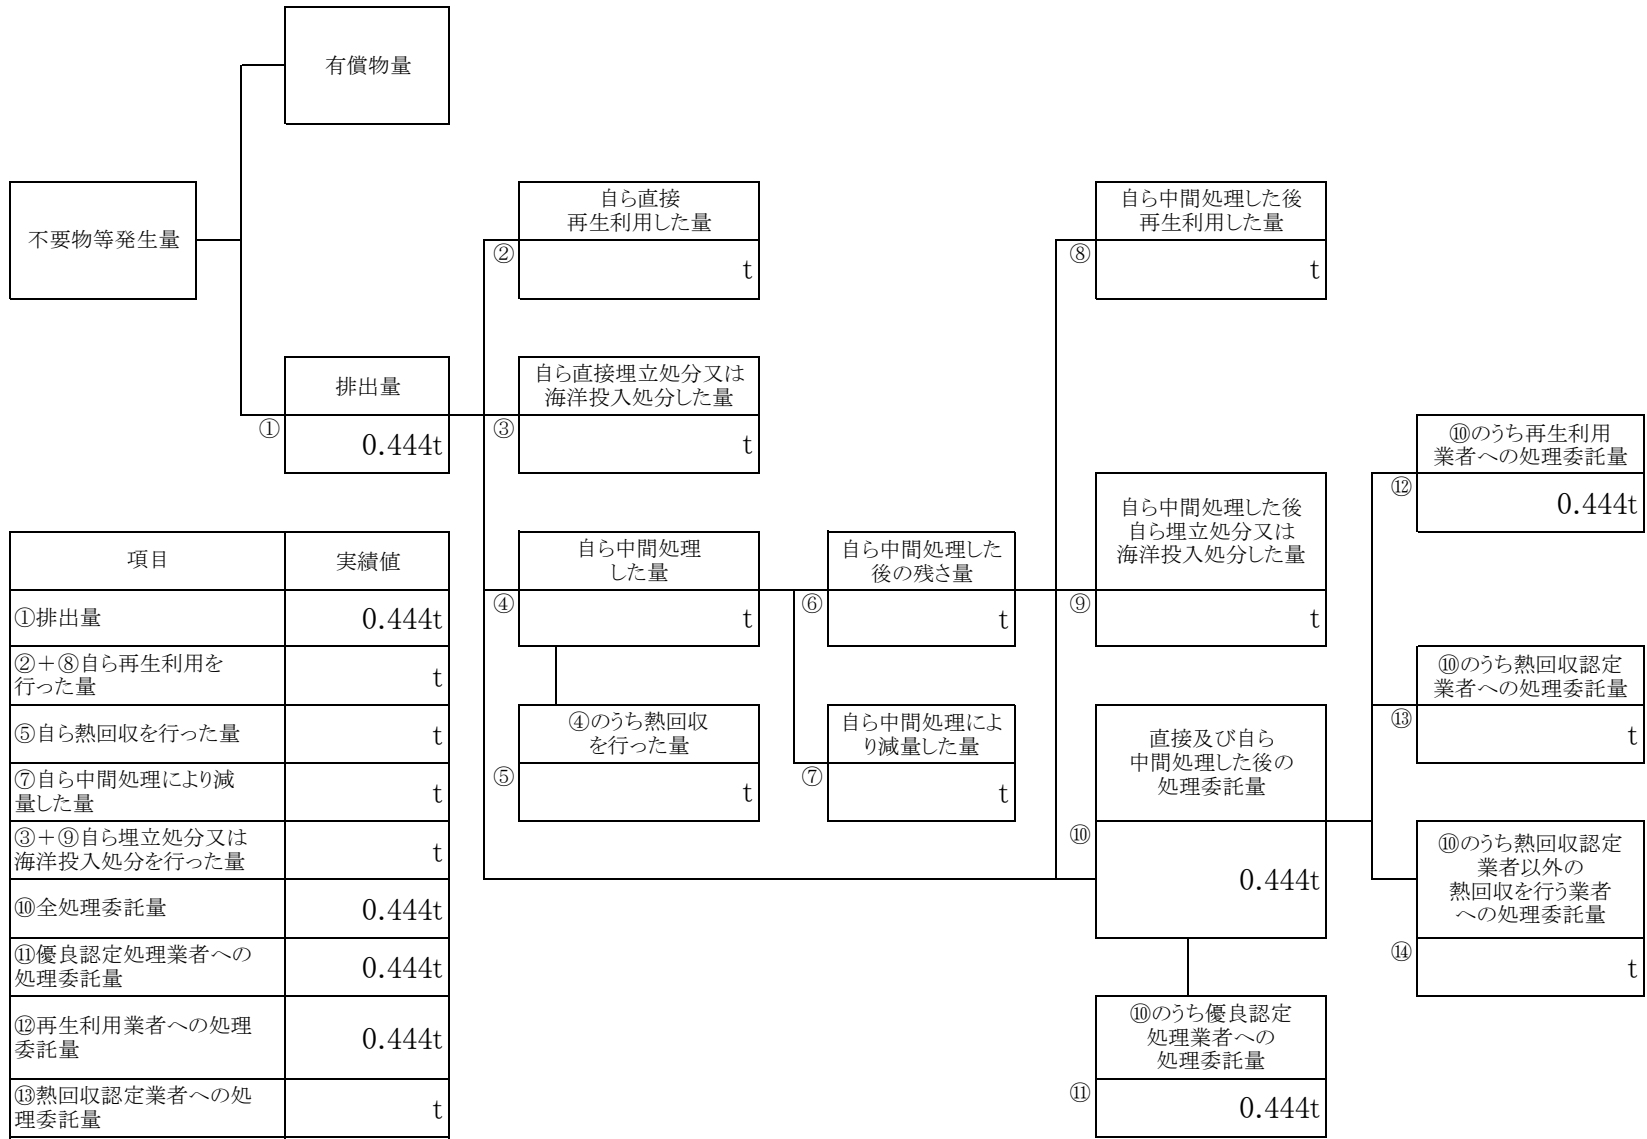 有償物量
不要物等発生量
自ら直接
再生利用した量
②
t
自ら中間処理した後
再生利用した量
⑧
t
排出量
①
0.444t
自ら直接埋立処分又は
海洋投入処分した量
③
t
⑩のうち再生利用
業者への処理委託量
⑫
0.444t
自ら中間処理
した量
④
t
自ら中間処理した
後の残さ量
⑥
t
自ら中間処理した後
自ら埋立処分又は
海洋投入処分した量
⑨
t
⑩のうち熱回収認定
業者への処理委託量
⑬
t
④のうち熱回収
を行った量
⑤
t
自ら中間処理によ
り減量した量
⑦
t
直接及び自ら
中間処理した後の
処理委託量
⑩
0.444t
⑩のうち熱回収認定
業者以外の
熱回収を行う業者
への処理委託量
⑭
t
⑩のうち優良認定
処理業者への
処理委託量
⑪
0.444t
項目 実績値
①排出量 0.444t
②＋⑧自ら再生利用を
行った量 t
⑤自ら熱回収を行った量 t
⑦自ら中間処理により減
量した量 t
③＋⑨自ら埋立処分又は
海洋投入処分を行った量 t
⑩全処理委託量 0.444t
⑪優良認定処理業者への
処理委託量 0.444t
⑫再生利用業者への処理
委託量 0.444t
⑬熱回収認定業者への処
理委託量 t